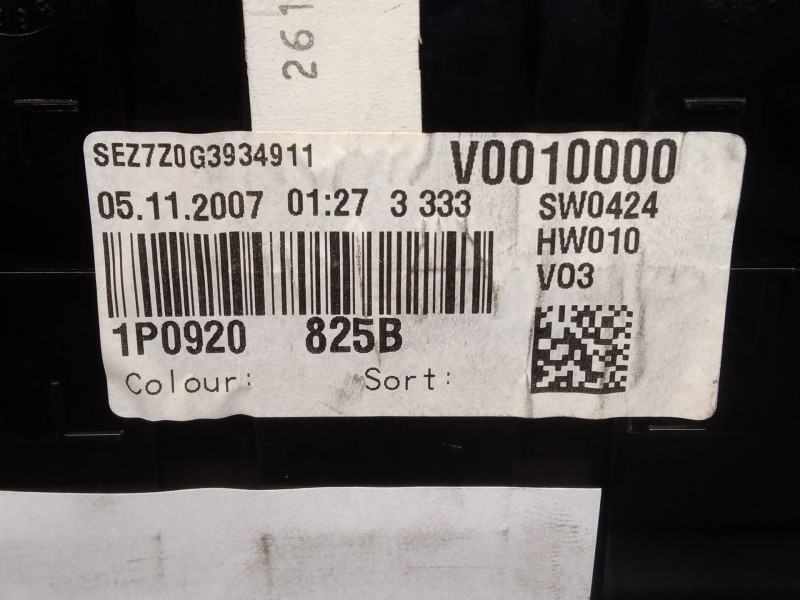 261
SEZ7Z0G3934911
V0010000
05.11.2007 01:27 3 333
SW0424
HW010
V03
1P0920 825B
Colour: Sort: